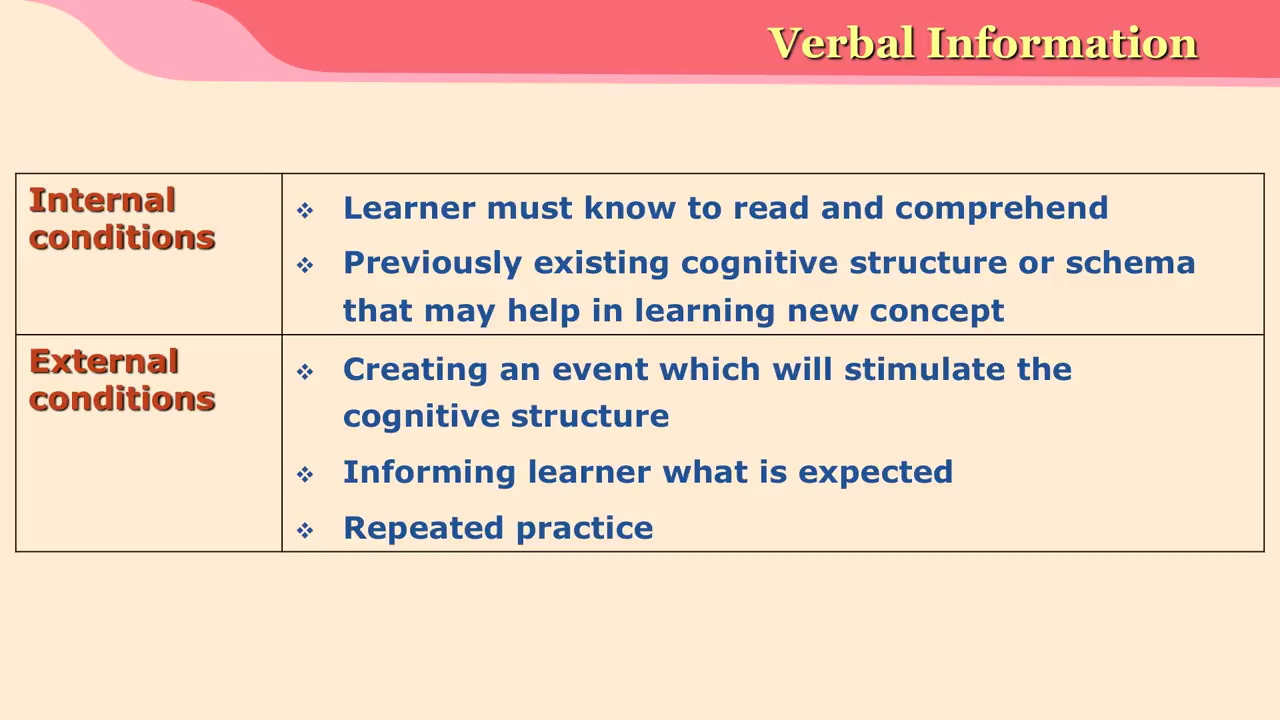 Verbal Information
Internal
conditions
❖ Learner must know to read and comprehend
❖ Previously existing cognitive structure or schema
that may help in learning new concept
External
conditions
❖ Creating an event which will stimulate the
cognitive structure
❖ Informing learner what is expected
❖ Repeated practice